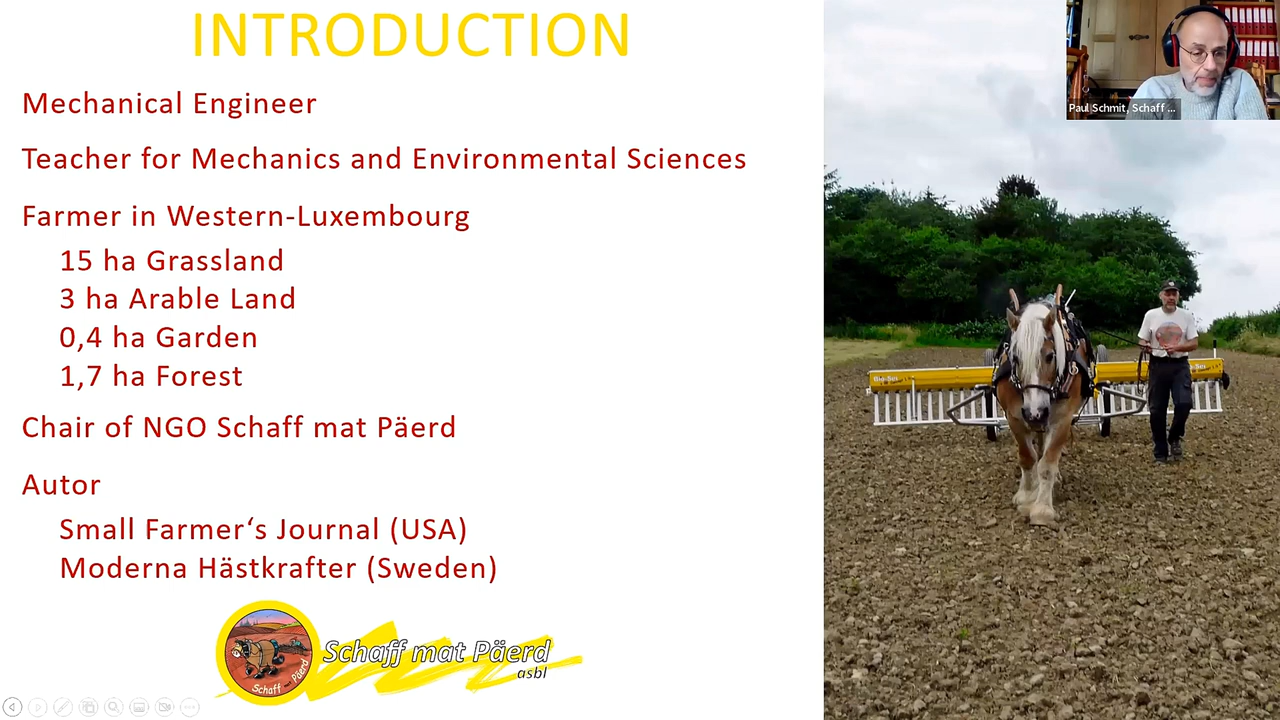 INTRODUCTION
Mechanical Engineer
Teacher for Mechanics and Environmental Sciences
Farmer in Western-Luxembourg
15 ha Grassland
3 ha Arable Land
0,4 ha Garden
1,7 ha Forest
Chair of NGO Schaff mat Päerd
Autor
Small Farmer‘s Journal (USA)
Moderna Hästkrafter (Sweden)
Schaff mat Päerd
Schaff mat Päerd
asbl
Paul Schmit, Schaff ...